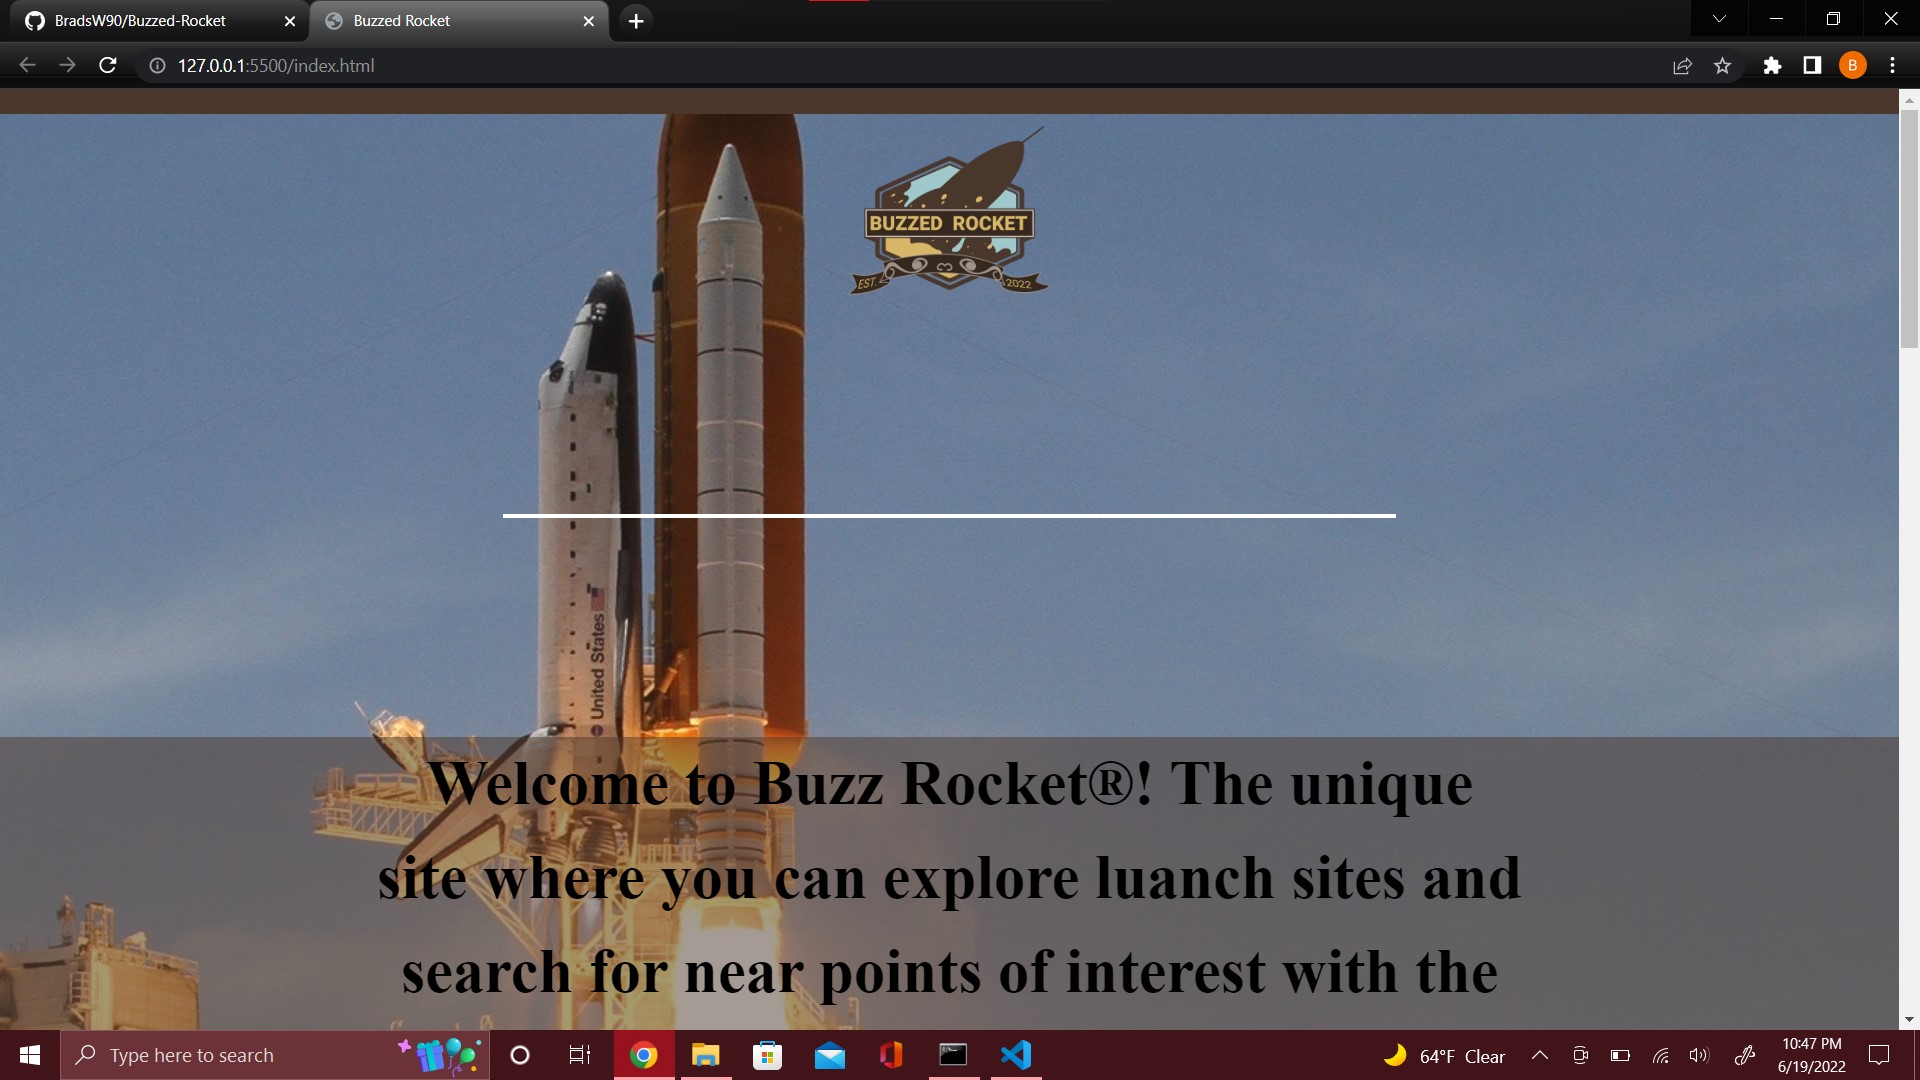 BradsW90/Buzzed-Rocket
Buzzed Rocket
127.0.0.1:5500/index.html
B
BUZZED ROCKET
EST. 2022
United States
Welcome to Buzz Rocket®! The unique
site where you can explore luanch sites and
search for near points of interest with the
Type here to search
64°F Clear
10:47 PM
6/19/2022